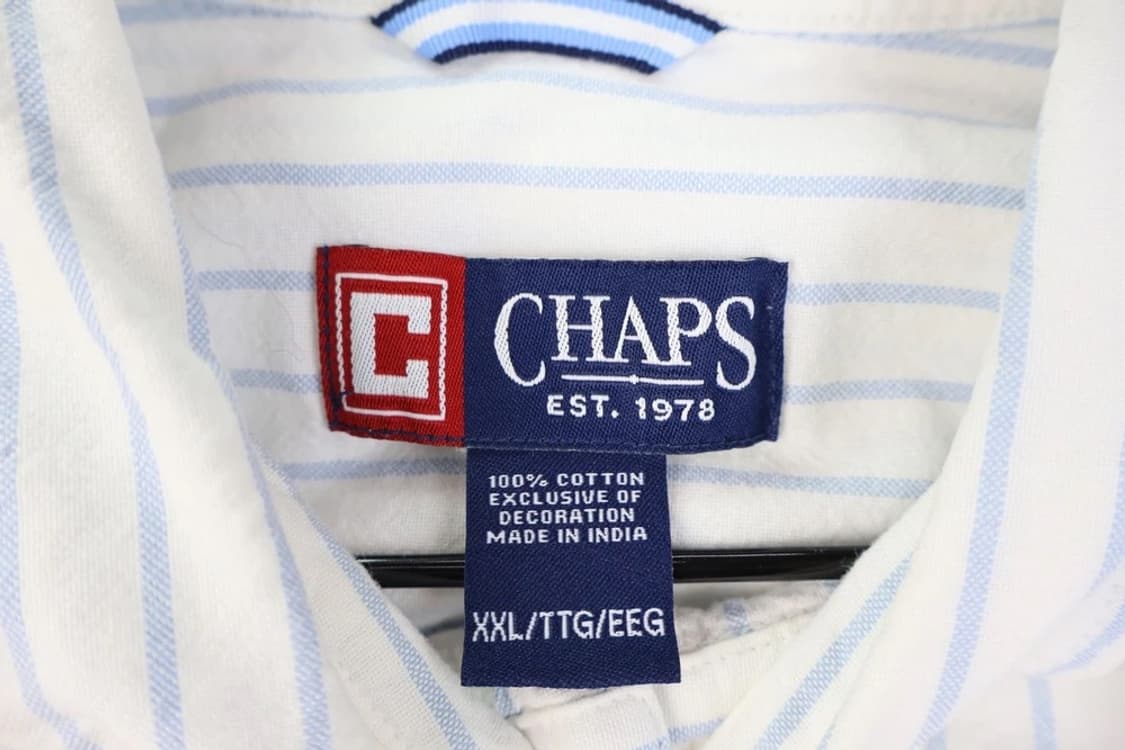 C
CHAPS
EST. 1978
100% COTTON
EXCLUSIVE OF
DECORATION
MADE IN INDIA
XXL/TTG/EEG